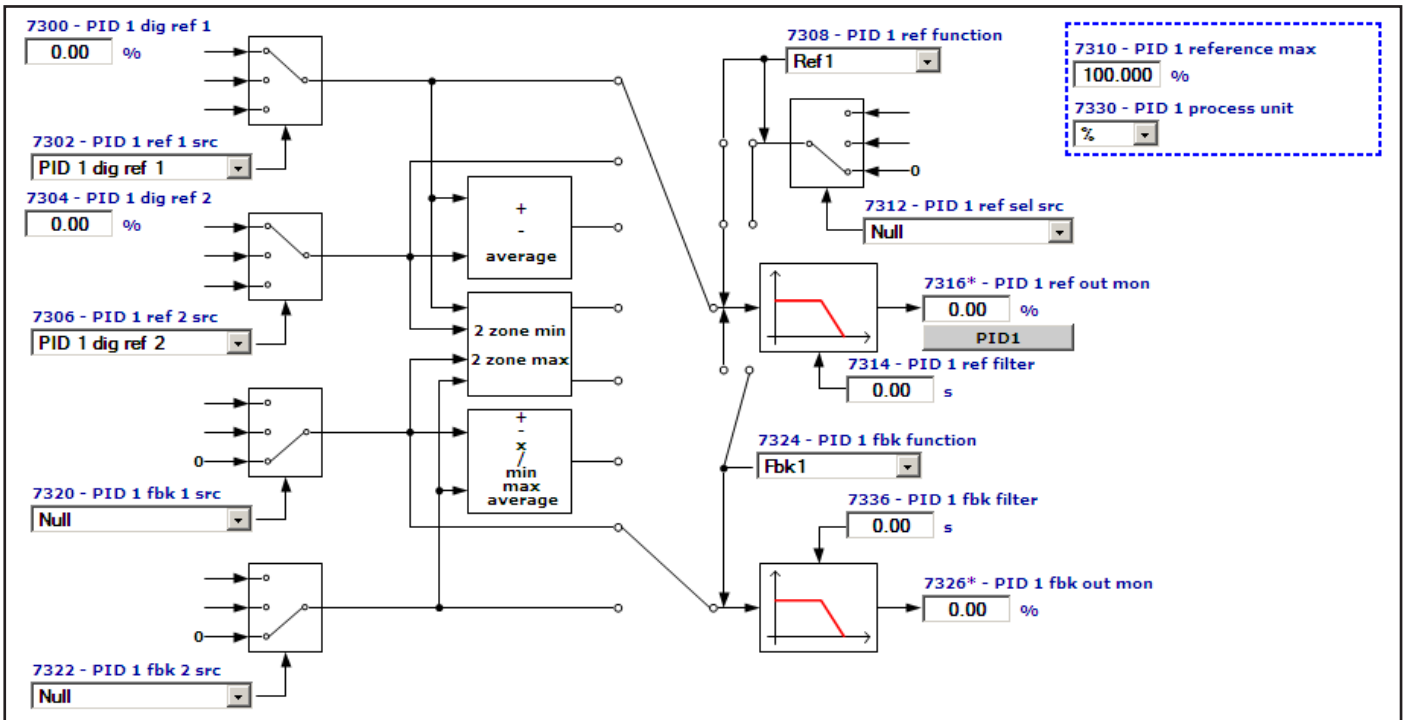 7300 - PID 1 dig ref 1
0.00 %
7302 - PID 1 ref 1 src
PID 1 dig ref 1
7304 - PID 1 dig ref 2
0.00 %
7306 - PID 1 ref 2 src
PID 1 dig ref 2
0
7320 - PID 1 fbk 1 src
Null
0
7322 - PID 1 fbk 2 src
Null
+
-
average
2 zone min
2 zone max
+
-
x
/
min
max
average
7308 - PID 1 ref function
Ref 1
0
7312 - PID 1 ref sel src
Null
7316* - PID 1 ref out mon
0.00 %
PID1
7314 - PID 1 ref filter
0.00 s
7324 - PID 1 fbk function
Fbk1
7336 - PID 1 fbk filter
0.00 s
7326* - PID 1 fbk out mon
0.00 %
7310 - PID 1 reference max
100.000 %
7330 - PID 1 process unit
%